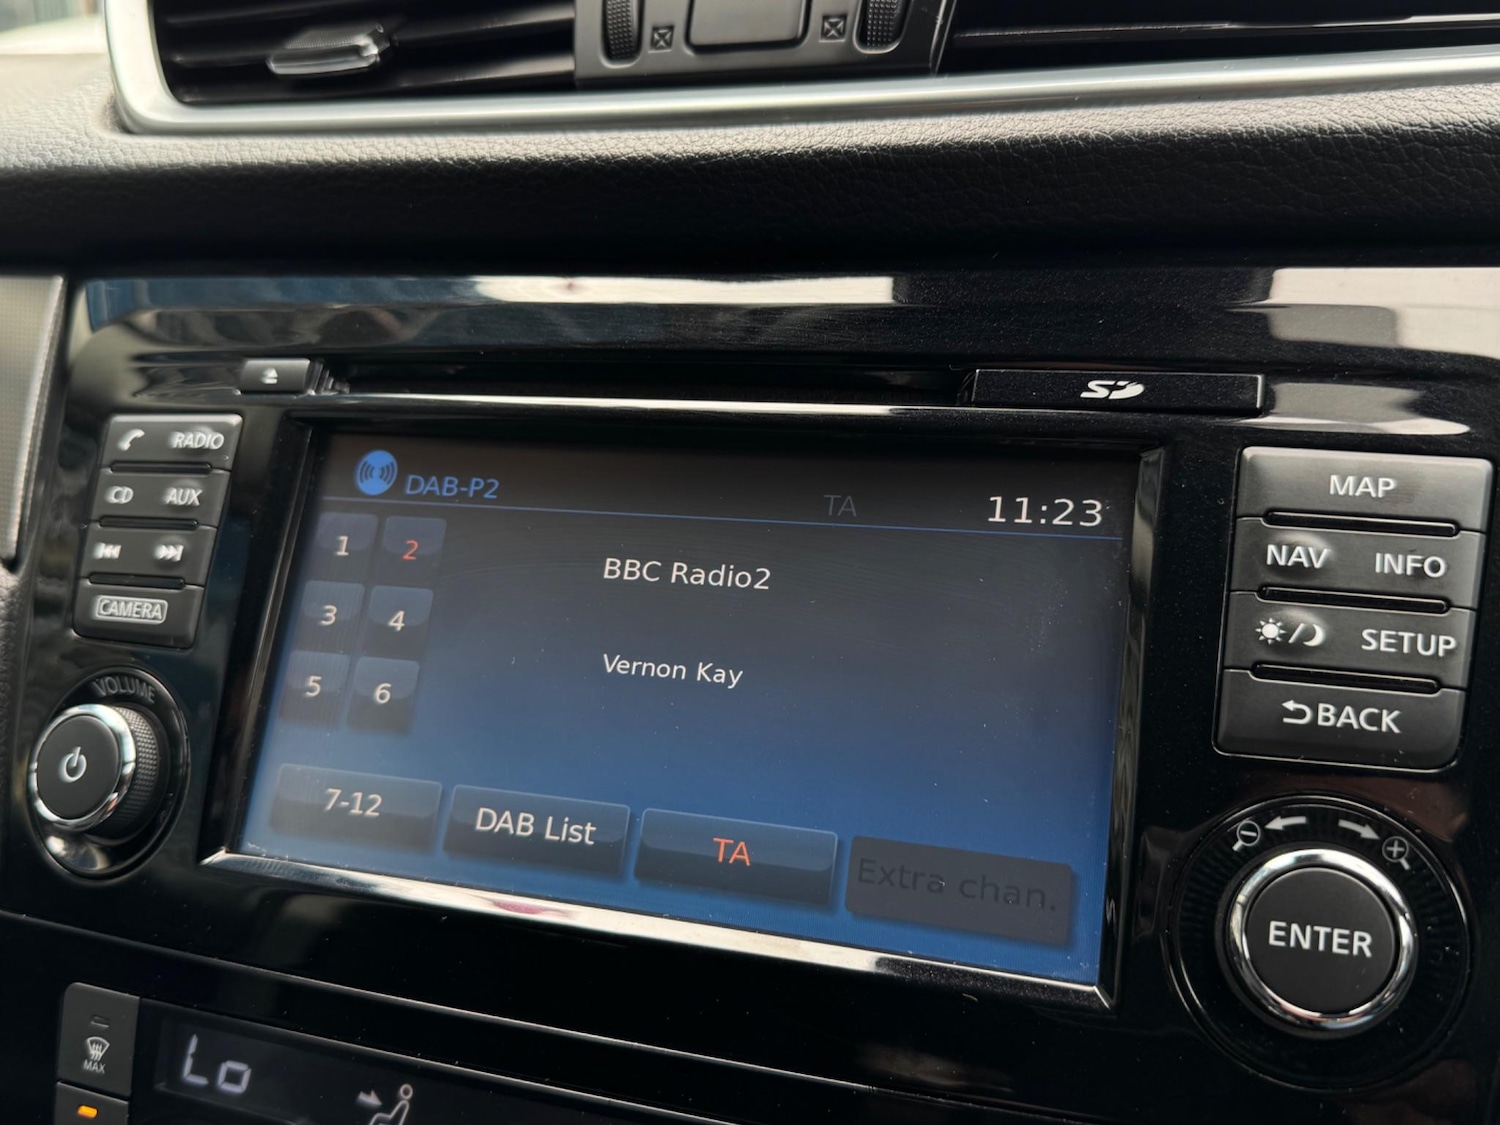 SD
RADIO
CD AUX
CAMERA
VOLUME
DAB-P2
TA
11:23
1 2
3 4
5 6
BBC Radio2
Vernon Kay
7-12
DAB List
TA
Extra chan.
MAP
NAV INFO
SETUP
BACK
ENTER
MAX
Lo